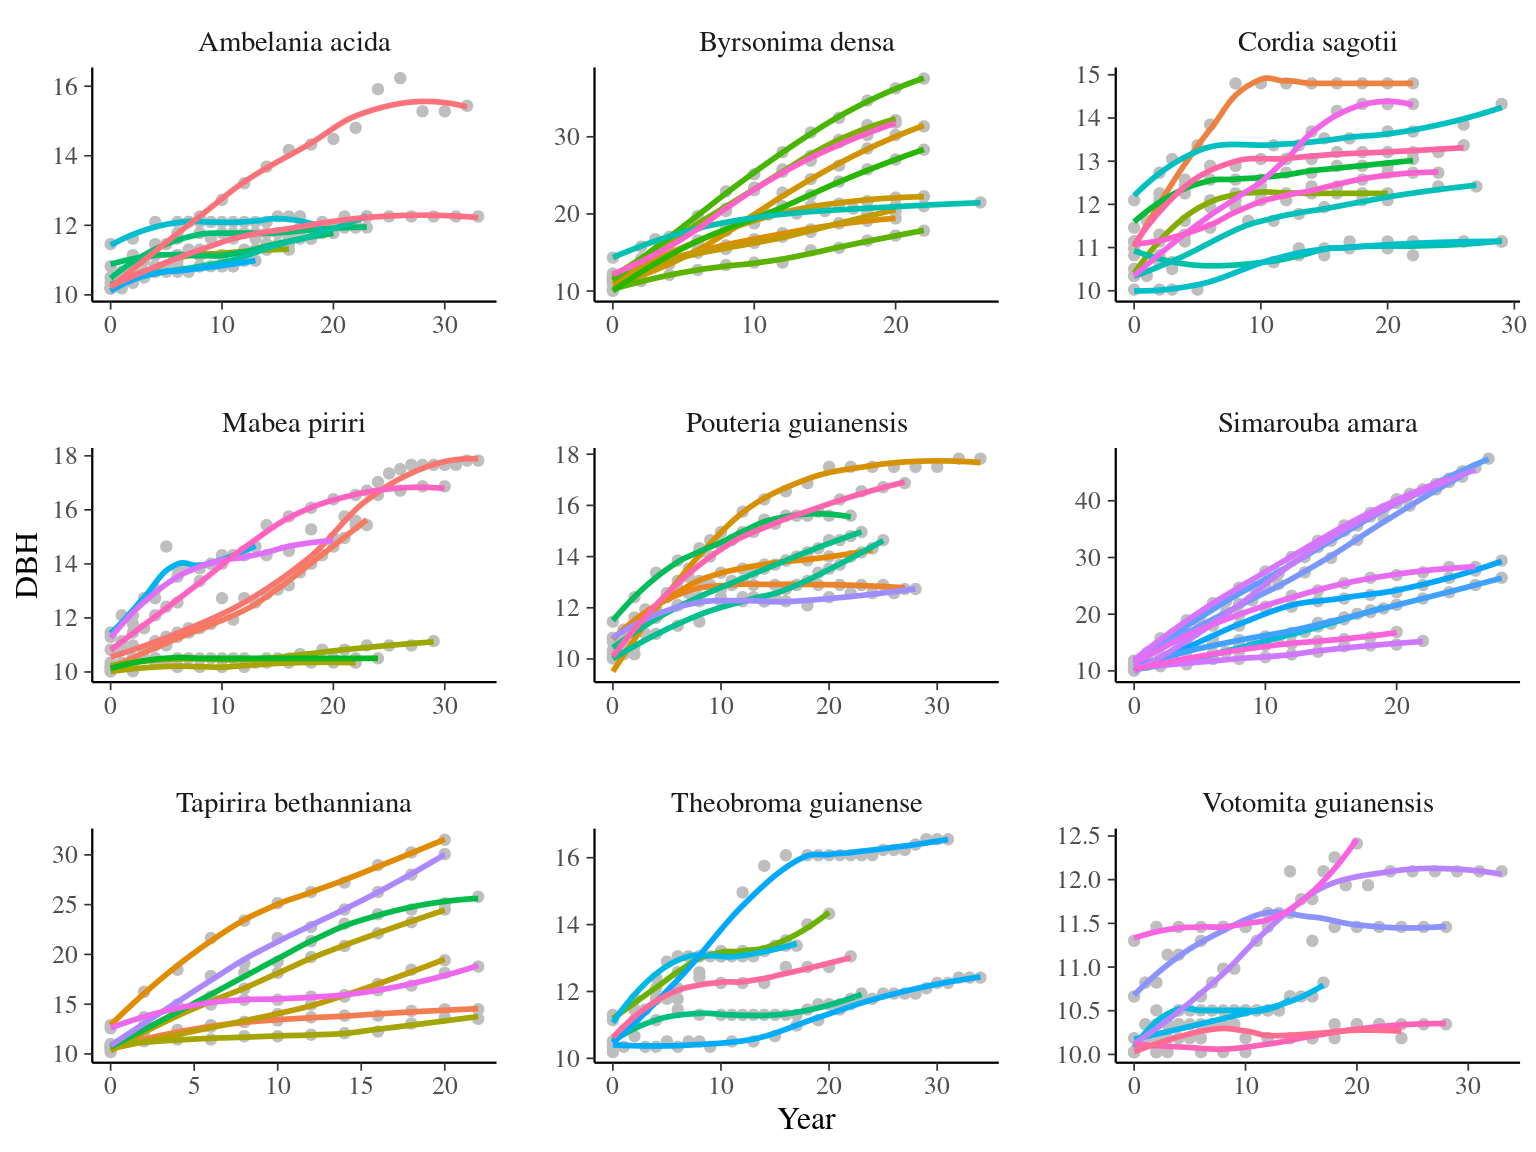 Ambelania acida
Byrsonima densa
Cordia sagotii
16
14
12
10
0 10 20 30
30
20
10
0 10 20
15
14
13
12
11
10
0 10 20 30
Mabea piriri
Pouteria guianensis
Simarouba amara
18
16
14
12
10
0 10 20 30
18
16
14
12
10
0 10 20 30
40
30
20
10
0 10 20
DBH
Tapirira bethanniana
Theobroma guianense
Votomita guianensis
30
25
20
15
10
0 5 10 15 20
16
14
12
10
0 10 20 30
12.5
12.0
11.5
11.0
10.5
10.0
0 10 20 30
Year